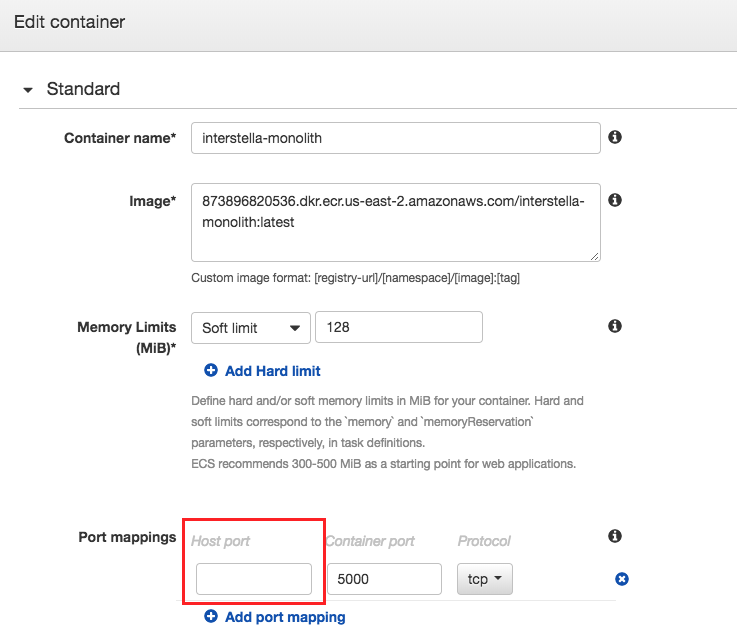 Edit container
Standard
Container name*
interstella-monolith
Image*
873896820536.dkr.ecr.us-east-2.amazonaws.com/interstella-
monolith:latest
Custom image format: [registry-url]/[namespace]/[image]:[tag]
Memory Limits
(MiB)*
Soft limit
128
Add Hard limit
Define hard and/or soft memory limits in MiB for your container. Hard and
soft limits correspond to the `memory` and `memoryReservation`
parameters, respectively, in task definitions.
ECS recommends 300-500 MiB as a starting point for web applications.
Port mappings
Host port
Container port
Protocol
5000
tcp
Add port mapping